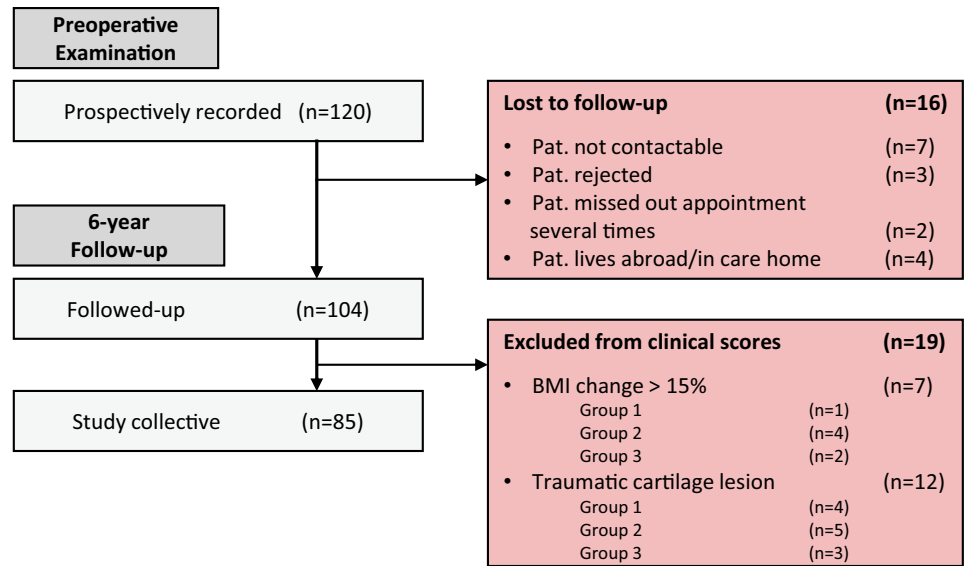 Preoperative
Examination
Prospectively recorded (n=120)
Lost to follow-up (n=16)
• Pat. not contactable (n=7)
• Pat. rejected (n=3)
• Pat. missed out appointment
several times (n=2)
• Pat. lives abroad/in care home (n=4)
6-year
Follow-up
Followed-up (n=104)
Excluded from clinical scores (n=19)
• BMI change > 15% (n=7)
Group 1 (n=1)
Group 2 (n=4)
Group 3 (n=2)
• Traumatic cartilage lesion (n=12)
Group 1 (n=4)
Group 2 (n=5)
Group 3 (n=3)
Study collective (n=85)